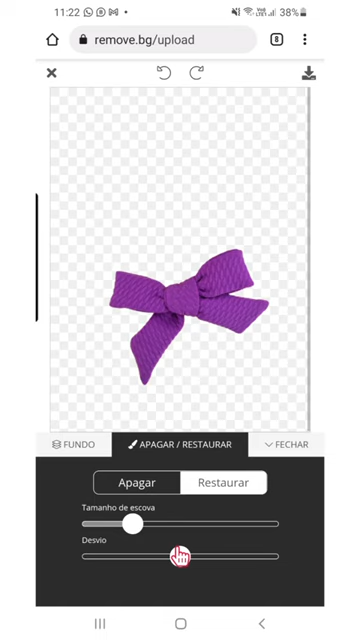 11:22
38%
remove.bg/upload
8
FUNDO
APAGAR / RESTAURAR
FECHAR
Apagar
Restaurar
Tamanho de escova
Desvio